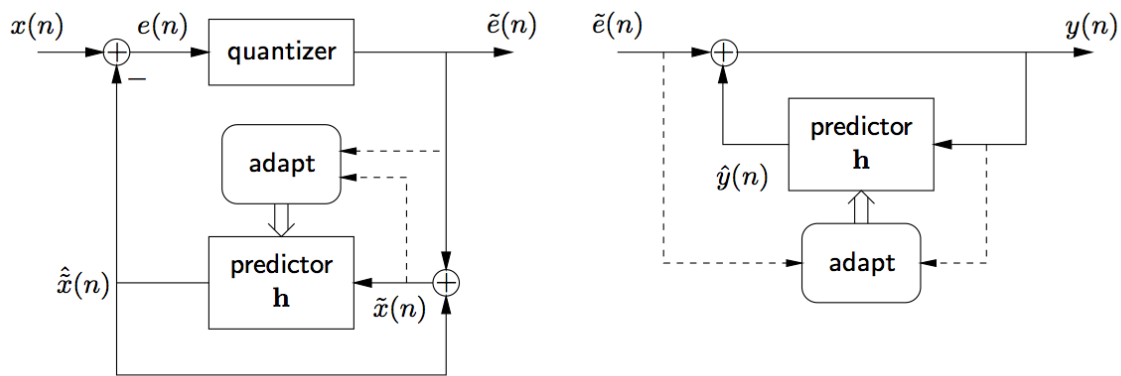 x(n) e(n) ẽ(n) ẽ(n) y(n)
quantizer
−
adapt
predictor
h
x̃̂(n)
x̃(n)
predictor
h
ŷ(n)
adapt